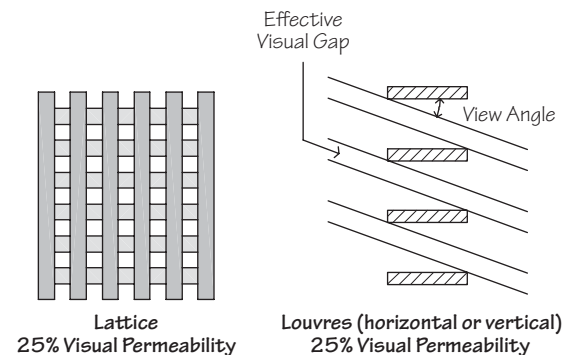 Effective
Visual Gap
View Angle
Lattice
25% Visual Permeability
Louvres (horizontal or vertical)
25% Visual Permeability